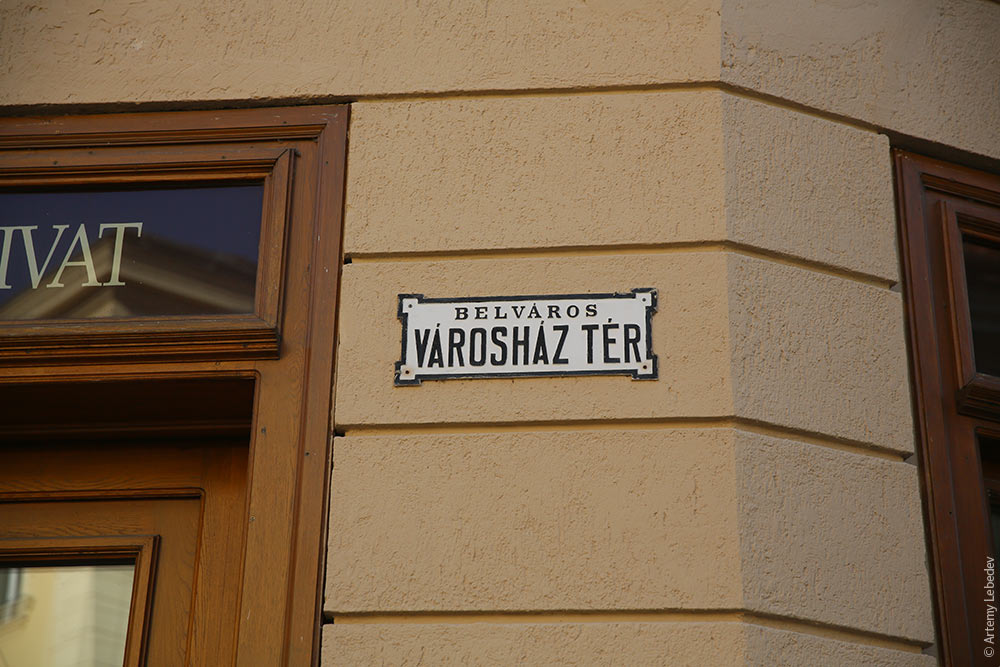 IVAT
BELVÁROS
VÁROSHÁZ TÉR
© Artemy Lebedev